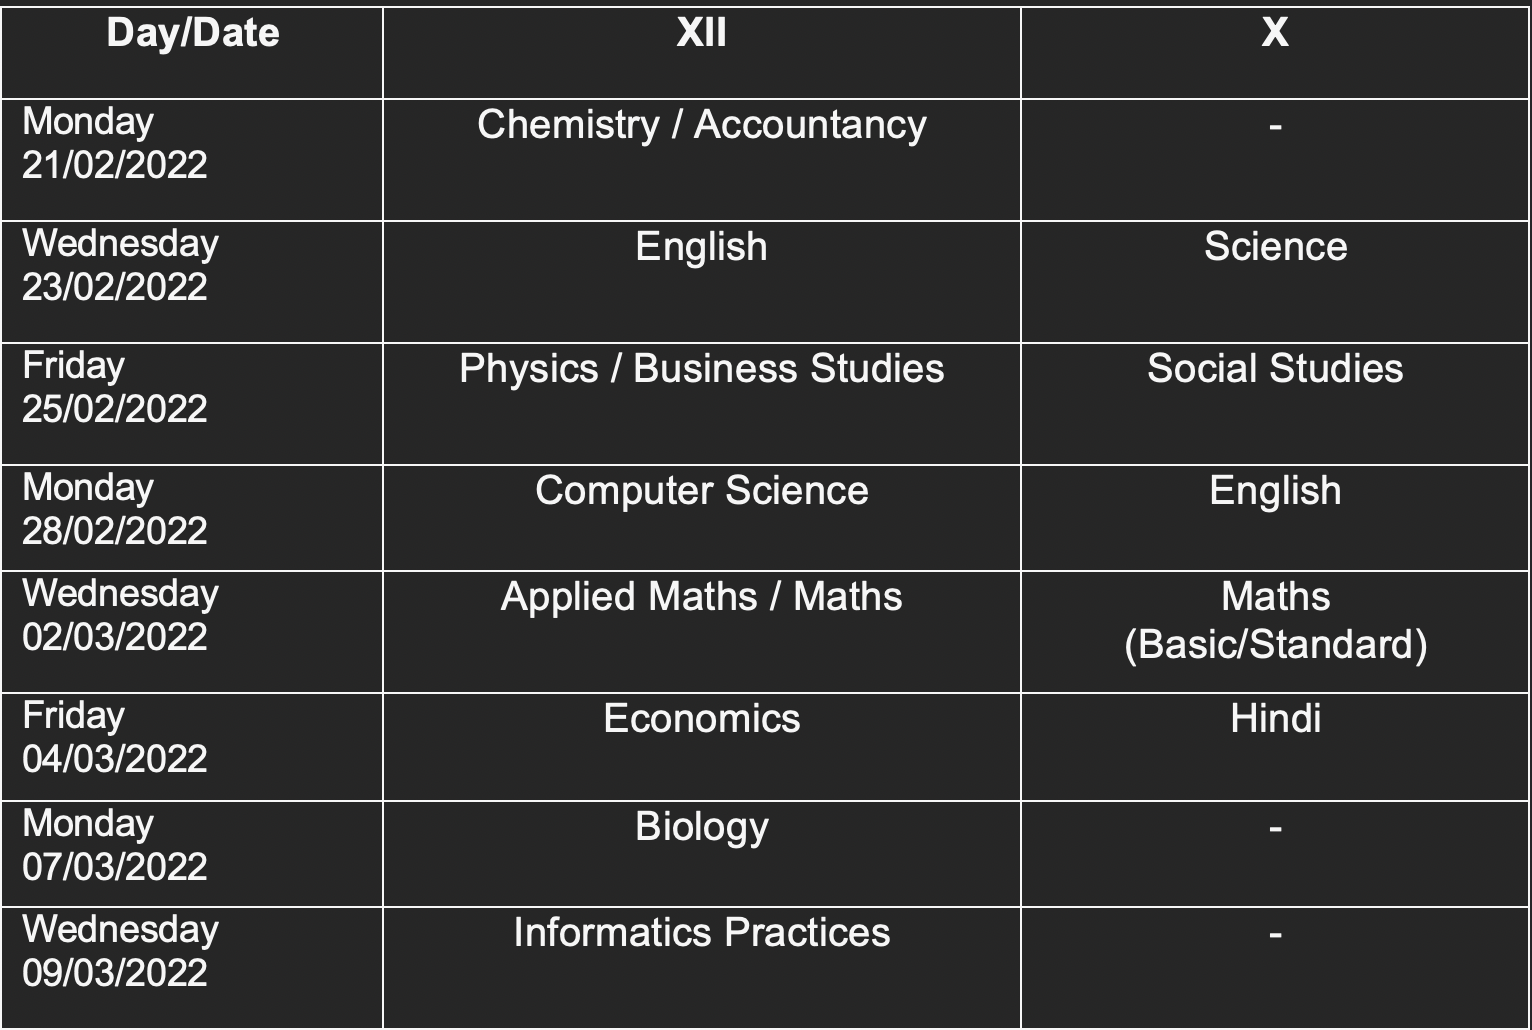 Day/Date XII X
Monday Chemistry / Accountancy -
21/02/2022
Wednesday English Science
23/02/2022
Friday Physics / Business Studies Social Studies
25/02/2022
Monday Computer Science English
28/02/2022
Wednesday Applied Maths / Maths Maths
02/03/2022 (Basic/Standard)
Friday Economics Hindi
04/03/2022
Monday Biology -
07/03/2022
Wednesday Informatics Practices -
09/03/2022